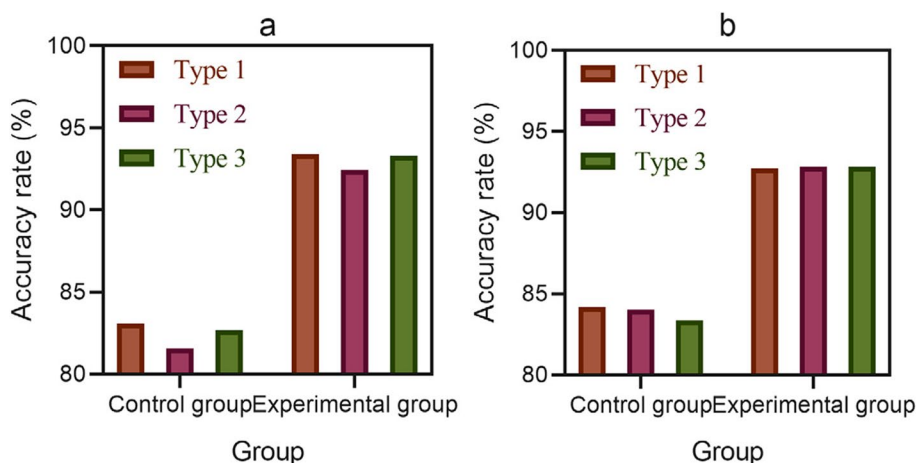 a
Accuracy rate (%)
100
95
90
85
80
Type 1
Type 2
Type 3
Control group
Experimental group
Group
b
Accuracy rate (%)
100
95
90
85
80
Type 1
Type 2
Type 3
Control group
Experimental group
Group